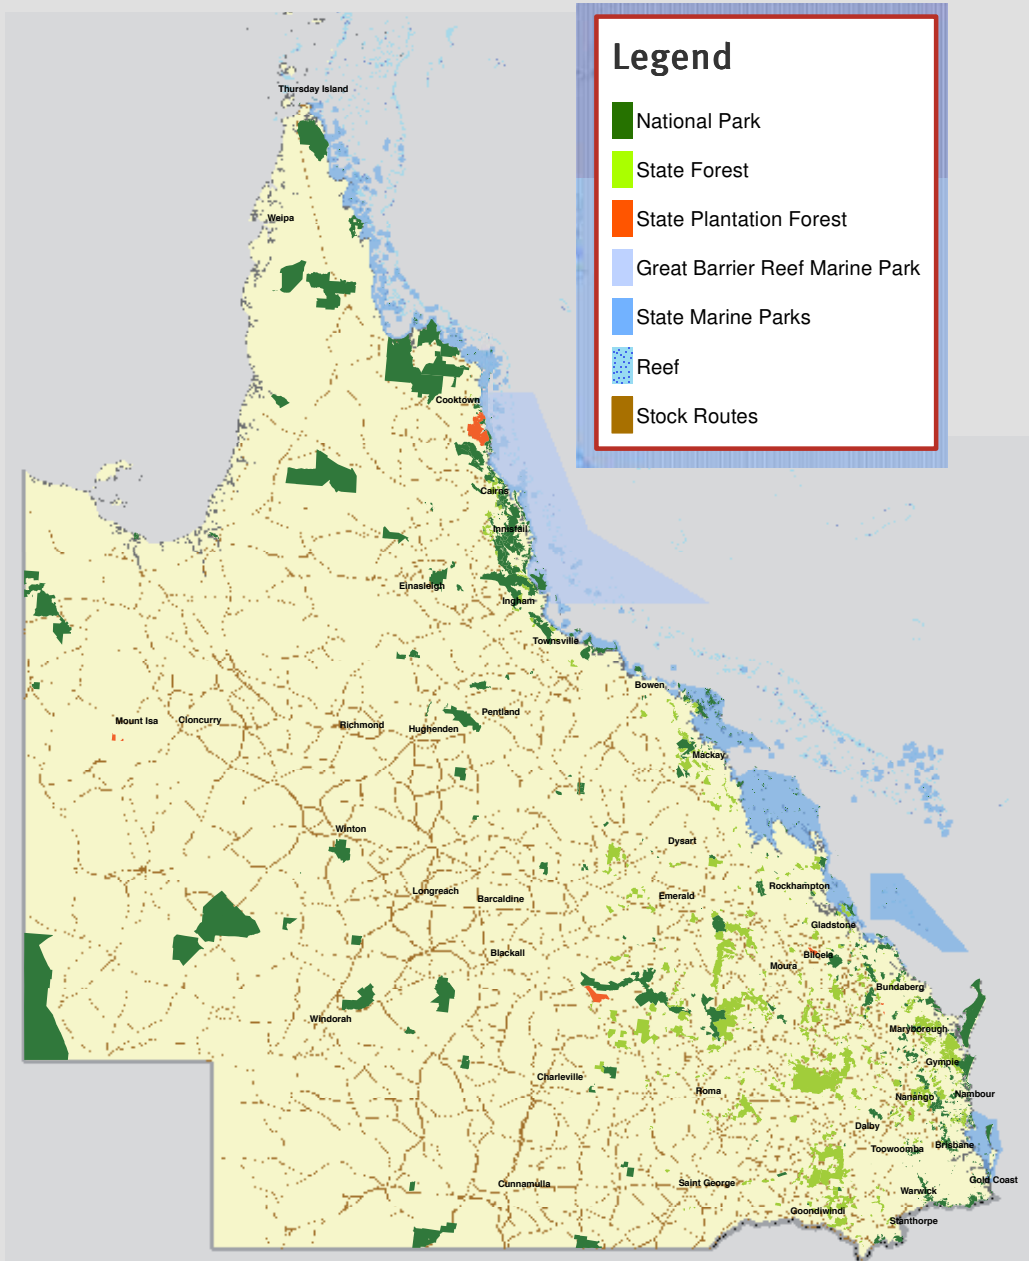 Legend
National Park
State Forest
State Plantation Forest
Great Barrier Reef Marine Park
State Marine Parks
Reef
Stock Routes
Thursday Island
Weipa
Cooktown
Cairns
Innisfail
Einasleigh
Ingham
Townsville
Bowen
Mount Isa
Cloncurry
Richmond
Hughenden
Pentland
Mackay
Winton
Dysart
Longreach
Barcaldine
Emerald
Rockhampton
Gladstone
Blackall
Biloela
Moura
Bundaberg
Windorah
Maryborough
Gympie
Charleville
Roma
Nanango
Nambour
Dalby
Toowoomba
Brisbane
Cunnamulla
Saint George
Gold Coast
Warwick
Goondiwindi
Stanthorpe